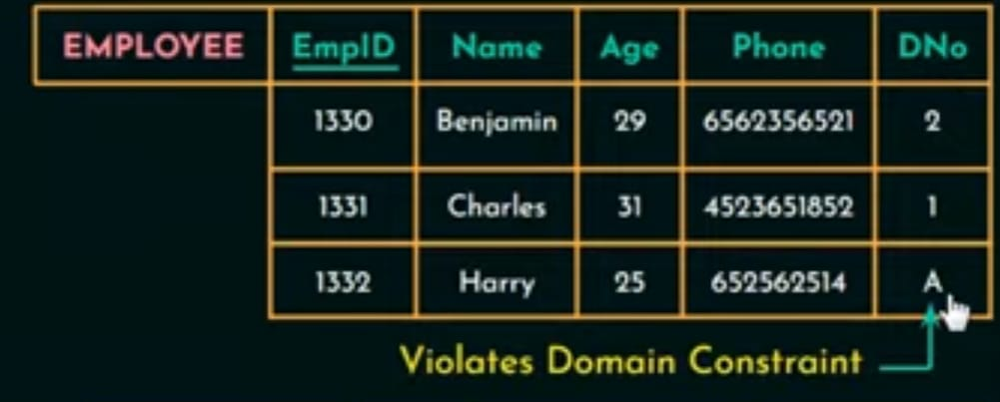 EMPLOYEE EmpID Name Age Phone DNo
1330 Benjamin 29 6562356521 2
1331 Charles 31 4523651852 1
1332 Harry 25 652562514 A
Violates Domain Constraint